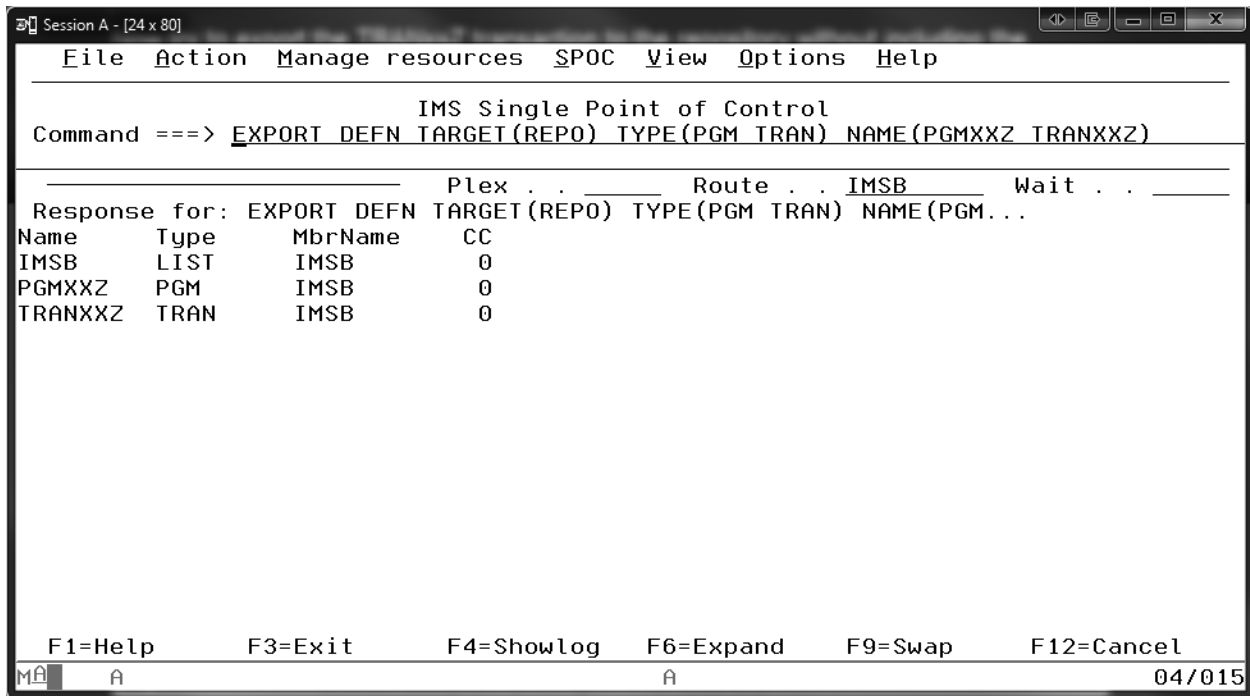 Session A - [24 x 80]
File Action Manage resources SPOC View Options Help
IMS Single Point of Control
Command ===> EXPORT DEFN TARGET(REPO) TYPE(PGM TRAN) NAME(PGMXXZ TRANXXZ)
Plex . . ______ Route . . IMSB Wait . . ______
Response for: EXPORT DEFN TARGET(REPO) TYPE(PGM TRAN) NAME(PGM...
Name Type MbrName CC
IMSB LIST IMSB 0
PGMXXZ PGM IMSB 0
TRANXXZ TRAN IMSB 0
F1=Help F3=Exit F4=Showlog F6=Expand F9=Swap F12=Cancel
MA A A 04/015